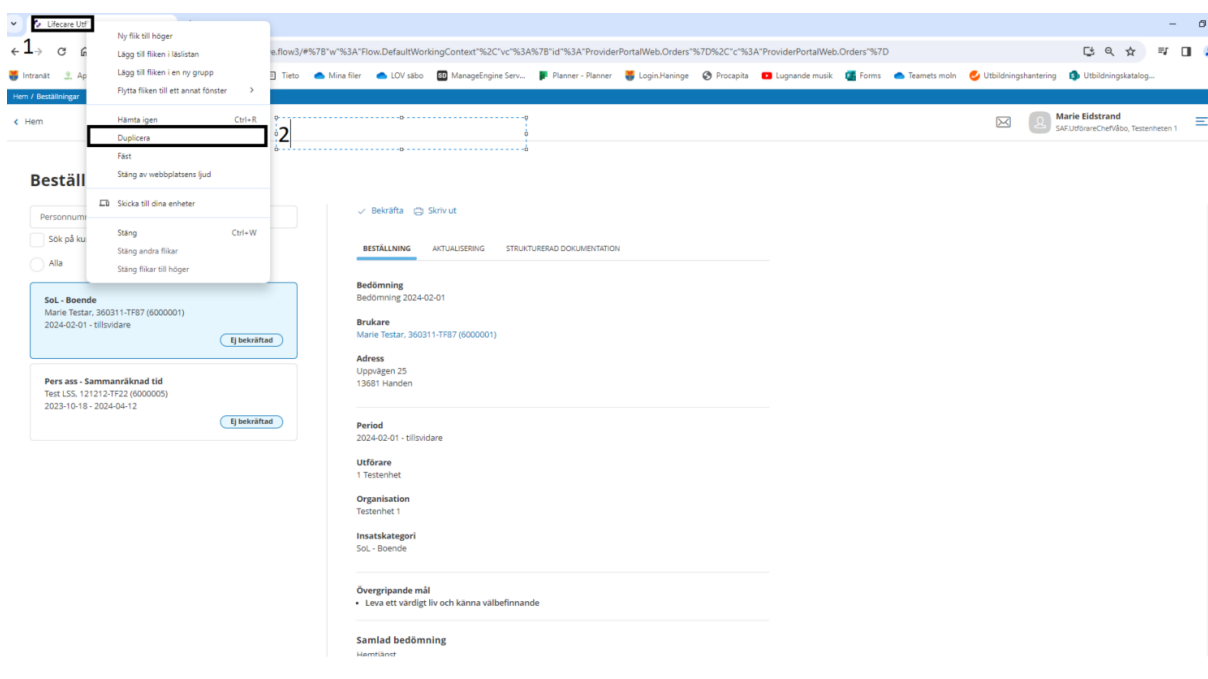 Lifecare Utf
1
e.flow3/#%7B"w"%3A"Flow.DefaultWorkingContext"%2C"vc"%3A%7B"id"%3A"ProviderPortalWeb.Orders"%7D%2C"c"%3A"ProviderPortalWeb.Orders"%7D
Intranät Ap Tieto Mina filer LOV säbo SD ManageEngine Serv... Planner - Planner Login.Haninge Procapita Lugnande musik Forms Teamets moln Utbildningshantering Utbildningskatalog...
Hem / Beställningar
Hem
Marie Eidstrand
SAF.UtförareChefVåbo, Testenheten 1
Ny flik till höger
Lägg till fliken i läslistan
Lägg till fliken i en ny grupp
Flytta fliken till ett annat fönster
Hämta igen Ctrl+R
Duplicera
2
Fäst
Stäng av webbplatsens ljud
Skicka till dina enheter
Stäng Ctrl+W
Stäng andra flikar
Stäng flikar till höger
Beställ
Personnum
Sök på ku
Alla
SoL - Boende
Marie Testar, 360311-TF87 (6000001)
2024-02-01 - tillsvidare
Ej bekräftad
Pers ass - Sammanräknad tid
Test LSS, 121212-TF22 (6000005)
2023-10-18 - 2024-04-12
Ej bekräftad
Bekräfta Skriv ut
BESTÄLLNING AKTUALISERING STRUKTURERAD DOKUMENTATION
Bedömning
Bedömning 2024-02-01
Brukare
Marie Testar, 360311-TF87 (6000001)
Adress
Uppvägen 25
13681 Handen
Period
2024-02-01 - tillsvidare
Utförare
1 Testenhet
Organisation
Testenhet 1
Insatskategori
SoL - Boende
Övergripande mål
• Leva ett värdigt liv och känna välbefinnande
Samlad bedömning
Hemtjänst